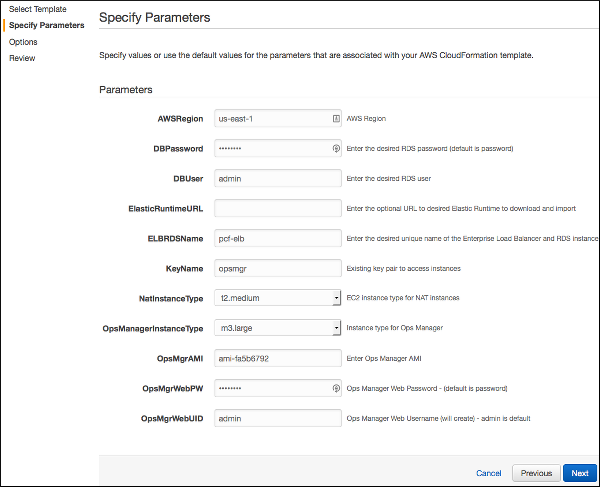 Select Template
Specify Parameters
Options
Review
Specify Parameters
Specify values or use the default values for the parameters that are associated with your AWS CloudFormation template.
Parameters
AWSRegion us-east-1 AWS Region
DBPassword •••••••• Enter the desired RDS password (default is password)
DBUser admin Enter the desired RDS user
ElasticRuntimeURL Enter the optional URL to desired Elastic Runtime to download and import
ELBRDSName pcf-elb Enter the desired unique name of the Enterprise Load Balancer and RDS instance
KeyName opsmgr Existing key pair to access instances
NatInstanceType t2.medium EC2 instance type for NAT instances
OpsManagerInstanceType m3.large Instance type for Ops Manager
OpsMgrAMI ami-fa5b6792 Enter Ops Manager AMI
OpsMgrWebPW •••••••• Ops Manager Web Password - (default is password)
OpsMgrWebUID admin Ops Manager Web Username (will create) - admin is default
Cancel Previous Next